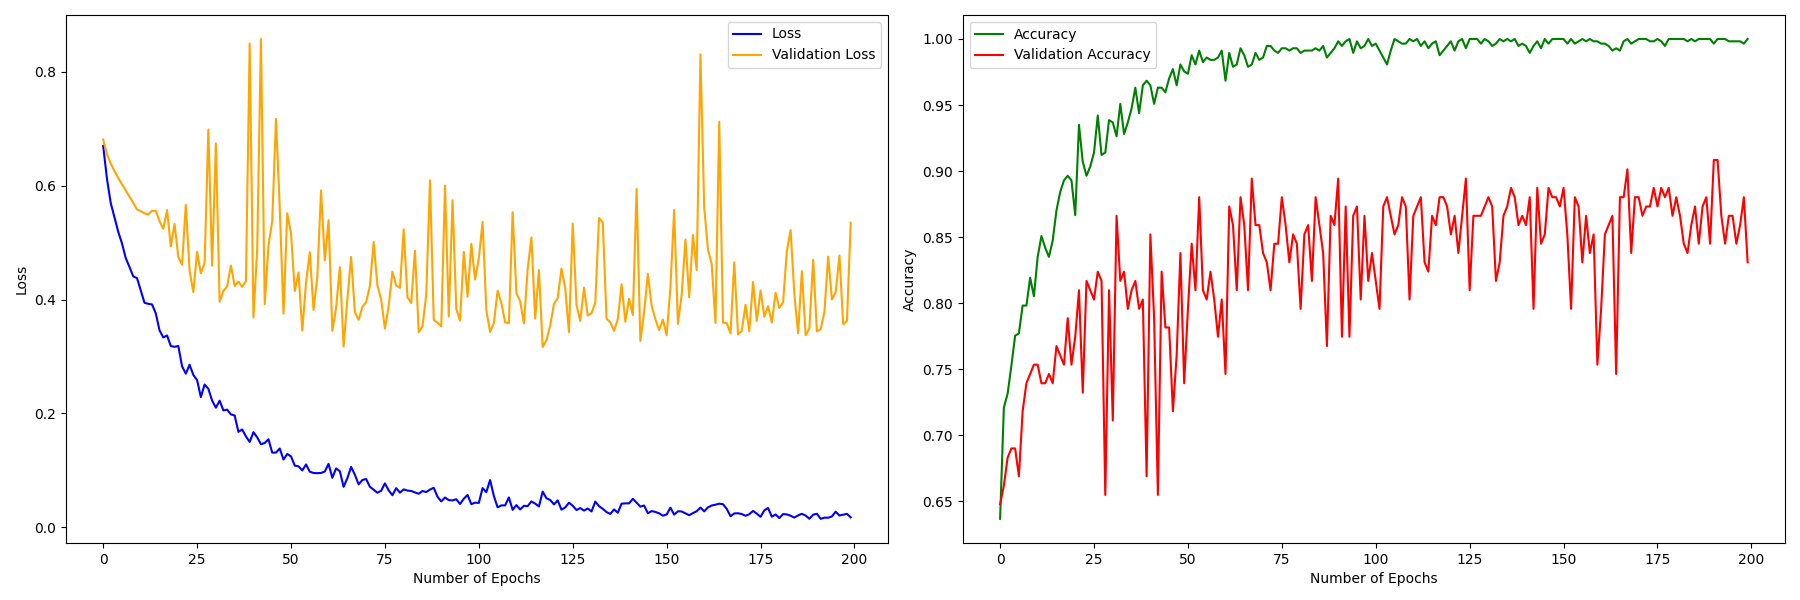 Loss
Validation Loss
0.8
0.6
0.4
0.2
0.0
Loss
0 25 50 75 100 125 150 175 200
Number of Epochs
Accuracy
Validation Accuracy
1.00
0.95
0.90
0.85
0.80
0.75
0.70
0.65
Accuracy
0 25 50 75 100 125 150 175 200
Number of Epochs